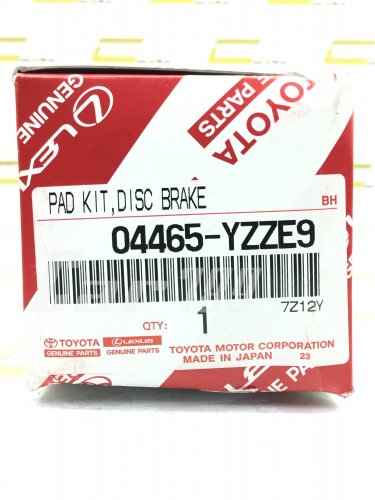 GENUINE
LEX
TOYOTA
E PARTS
PAD KIT,DISC BRAKE
BH
04465-YZZE9
7Z12Y
QTY: 1
TOYOTA
GENUINE PARTS
LEXUS
GENUINE PARTS
TOYOTA MOTOR CORPORATION
MADE IN JAPAN 23